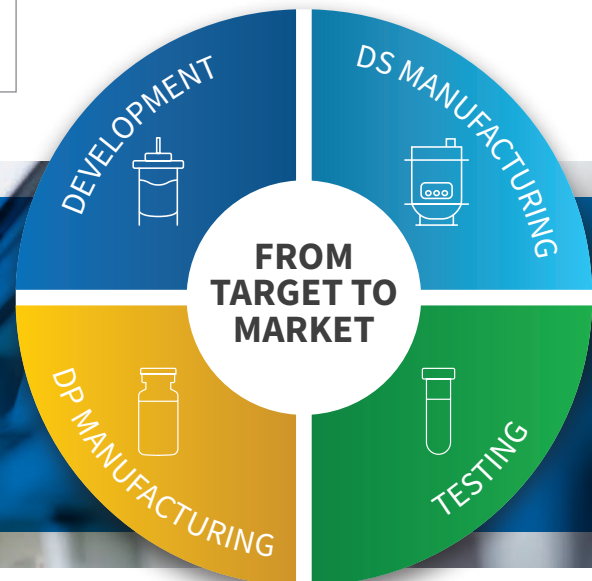 DEVELOPMENT
DS MANUFACTURING
FROM
TARGET TO
MARKET
DP MANUFACTURING
TESTING